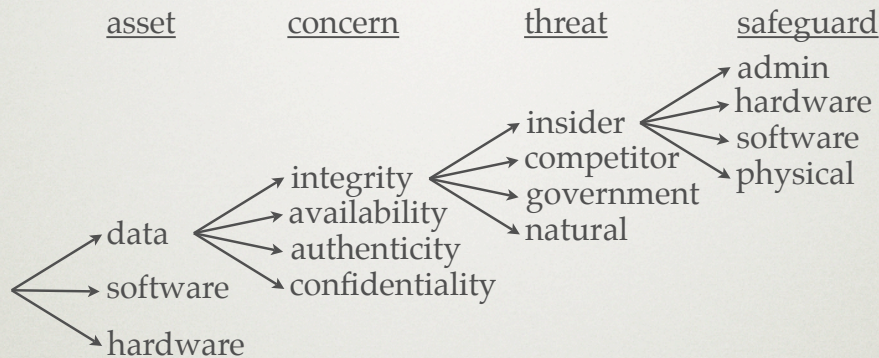 asset concern threat safeguard
admin
hardware
software
physical
insider
competitor
government
natural
integrity
availability
authenticity
confidentiality
data
software
hardware